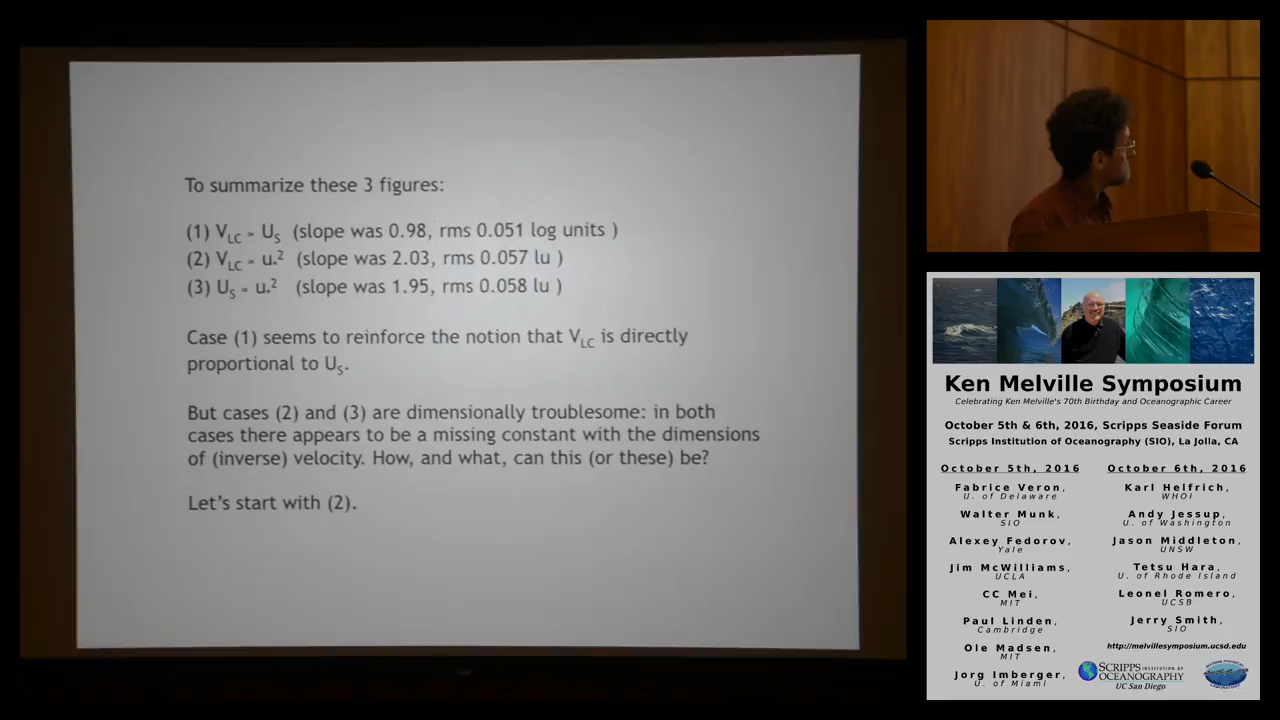 To summarize these 3 figures:
(1) V_LC ~ U_S (slope was 0.98, rms 0.051 log units )
(2) V_LC ~ u*² (slope was 2.03, rms 0.057 lu )
(3) U_S ~ u*² (slope was 1.95, rms 0.058 lu )
Case (1) seems to reinforce the notion that V_LC is directly
proportional to U_S.
But cases (2) and (3) are dimensionally troublesome: in both
cases there appears to be a missing constant with the dimensions
of (inverse) velocity. How, and what, can this (or these) be?
Let's start with (2).
Ken Melville Symposium
Celebrating Ken Melville's 70th Birthday and Oceanographic Career
October 5th & 6th, 2016, Scripps Seaside Forum
Scripps Institution of Oceanography (SIO), La Jolla, CA
October 5th, 2016
Fabrice Veron,
U. of Delaware
Walter Munk,
SIO
Alexey Fedorov,
Yale
Jim McWilliams,
UCLA
CC Mei,
MIT
Paul Linden,
Cambridge
Ole Madsen,
MIT
Jorg Imberger,
U. of Miami
October 6th, 2016
Karl Helfrich,
WHOI
Andy Jessup,
U. of Washington
Jason Middleton,
UNSW
Tetsu Hara,
U. of Rhode Island
Leonel Romero,
UCSB
Jerry Smith,
SIO
http://melvillesymposium.ucsd.edu
SCRIPPS INSTITUTION OF
OCEANOGRAPHY
UC San Diego